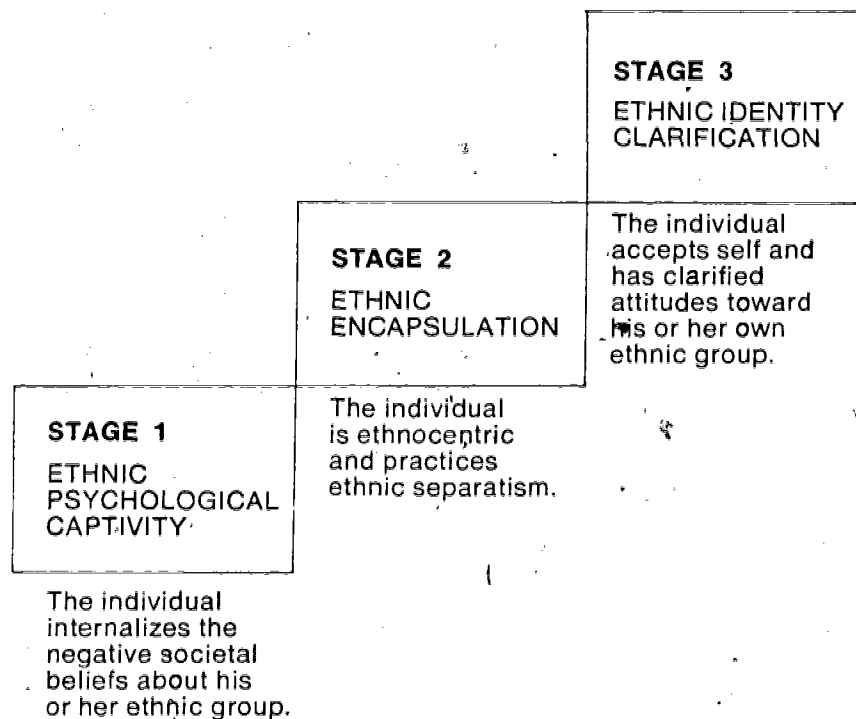 STAGE 3
ETHNIC IDENTITY
CLARIFICATION
The individual
accepts self and
has clarified
attitudes toward
his or her own
ethnic group.
STAGE 2
ETHNIC
ENCAPSULATION
The individual
is ethnocentric
and practices
ethnic separatism.
STAGE 1
ETHNIC
PSYCHOLOGICAL
CAPTIVITY
The individual
internalizes the
negative societal
beliefs about his
or her ethnic group.